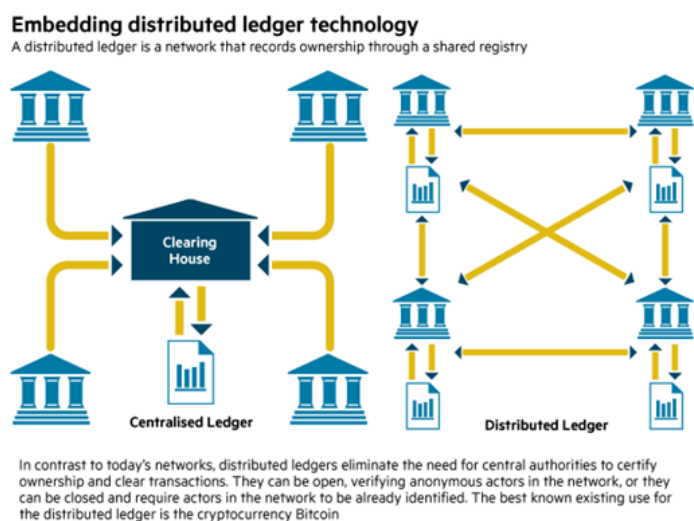 Embedding distributed ledger technology
A distributed ledger is a network that records ownership through a shared registry
Clearing
House
Centralised Ledger
Distributed Ledger
In contrast to today's networks, distributed ledgers eliminate the need for central authorities to certify
ownership and clear transactions. They can be open, verifying anonymous actors in the network, or they
can be closed and require actors in the network to be already identified. The best known existing use for
the distributed ledger is the cryptocurrency Bitcoin